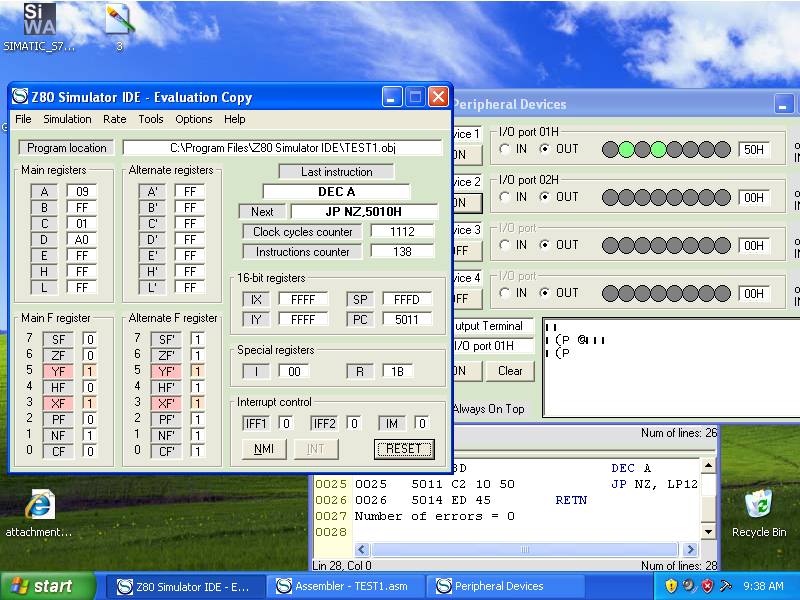 SiWA
SIMATIC_S7...
3
Z80 Simulator IDE - Evaluation Copy
File Simulation Rate Tools Options Help
Program location C:\Program Files\Z80 Simulator IDE\TEST1.obj
Main registers
A 09
B FF
C 01
D A0
E FF
H FF
L FF
Alternate registers
A' FF
B' FF
C' FF
D' FF
E' FF
H' FF
L' FF
Last instruction
DEC A
Next JP NZ,5010H
Clock cycles counter 1112
Instructions counter 138
16-bit registers
IX FFFF SP FFFD
IY FFFF PC 5011
Special registers
I 00 R 1B
Interrupt control
IFF1 0 IFF2 0 IM 0
NMI INT RESET
Main F register
7 SF 0
6 ZF 0
5 YF 1
4 HF 0
3 XF 1
2 PF 0
1 NF 1
0 CF 0
Alternate F register
7 SF' 1
6 ZF' 1
5 YF' 1
4 HF' 1
3 XF' 1
2 PF' 1
1 NF' 1
0 CF' 1
Peripheral Devices
vice 1 I/O port 01H
ON IN OUT 50H
vice 2 I/O port 02H
ON IN OUT 00H
vice 3 I/O port
FF IN OUT 00H
vice 4 I/O port
FF IN OUT 00H
utput Terminal
I/O port 01H
ON Clear
Always On Top
(P @
(P
Num of lines: 26
BD DEC A
0025 0025 5011 C2 10 50 JP NZ, LP12
0026 0026 5014 ED 45 RETN
0027 Number of errors = 0
0028
Lin 28, Col 0 Num of lines: 28
attachment...
Recycle Bin
start
Z80 Simulator IDE - E...
Assembler - TEST1.asm
Peripheral Devices
9:38 AM